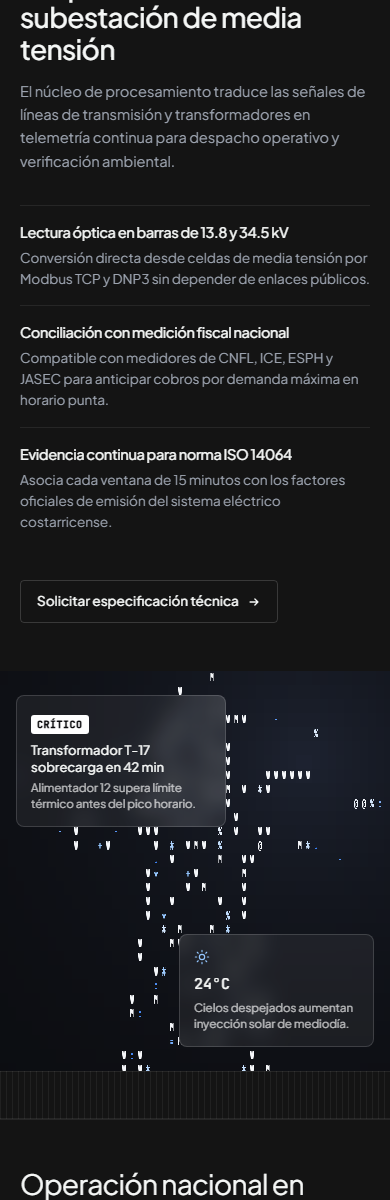 subestación de media
tensión
El núcleo de procesamiento traduce las señales de
líneas de transmisión y transformadores en
telemetría continua para despacho operativo y
verificación ambiental.
Lectura óptica en barras de 13.8 y 34.5 kV
Conversión directa desde celdas de media tensión por
Modbus TCP y DNP3 sin depender de enlaces públicos.
Conciliación con medición fiscal nacional
Compatible con medidores de CNFL, ICE, ESPH y
JASEC para anticipar cobros por demanda máxima en
horario punta.
Evidencia continua para norma ISO 14064
Asocia cada ventana de 15 minutos con los factores
oficiales de emisión del sistema eléctrico
costarricense.
Solicitar especificación técnica →
CRÍTICO
Transformador T-17
sobrecarga en 42 min
Alimentador 12 supera límite
térmico antes del pico horario.
24°C
Cielos despejados aumentan
inyección solar de mediodía.
Operación nacional en